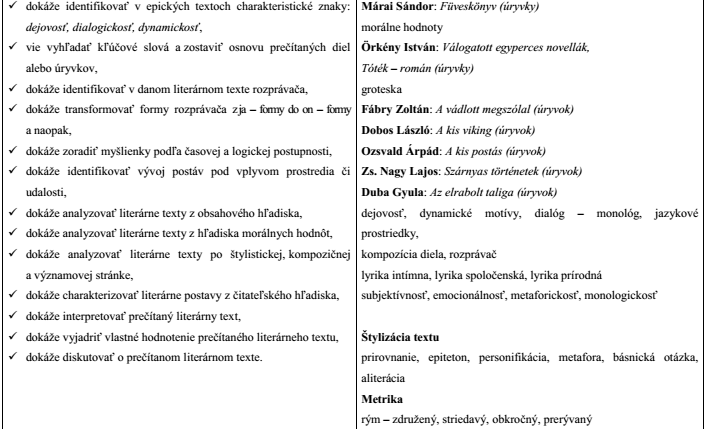 ✓ dokáže identifikovať v epických textoch charakteristické znaky:
dejovosť, dialogickosť, dynamickosť,
✓ vie vyhľadať kľúčové slová a zostaviť osnovu prečítaných diel
alebo úryvkov,
✓ dokáže identifikovať v danom literárnom texte rozprávača,
✓ dokáže transformovať formy rozprávača z ja – formy do on – formy
a naopak,
✓ dokáže zoradiť myšlienky podľa časovej a logickej postupnosti,
✓ dokáže identifikovať vývoj postáv pod vplyvom prostredia či
udalosti,
✓ dokáže analyzovať literárne texty z obsahového hľadiska,
✓ dokáže analyzovať literárne texty z hľadiska morálnych hodnôt,
✓ dokáže analyzovať literárne texty po štylistickej, kompozičnej
a významovej stránke,
✓ dokáže charakterizovať literárne postavy z čitateľského hľadiska,
✓ dokáže interpretovať prečítaný literárny text,
✓ dokáže vyjadriť vlastné hodnotenie prečítaného literárneho textu,
✓ dokáže diskutovať o prečítanom literárnom texte.
Márai Sándor: Füveskönyv (úryvky)
morálne hodnoty
Örkény István: Válogatott egyperces novellák,
Tóték – román (úryvky)
groteska
Fábry Zoltán: A vádlott megszólal (úryvok)
Dobos László: A kis viking (úryvok)
Ozsvald Árpád: A kis postás (úryvok)
Zs. Nagy Lajos: Szárnyas történetek (úryvok)
Duba Gyula: Az elrabolt taliga (úryvok)
dejovosť, dynamické motívy, dialóg – monológ, jazykové
prostriedky,
kompozícia diela, rozprávač
lyrika intímna, lyrika spoločenská, lyrika prírodná
subjektívnosť, emocionálnosť, metaforickosť, monologickosť
Štylizácia textu
prirovnanie, epiteton, personifikácia, metafora, básnická otázka,
aliterácia
Metrika
rým – združený, striedavý, obkročný, prerývaný